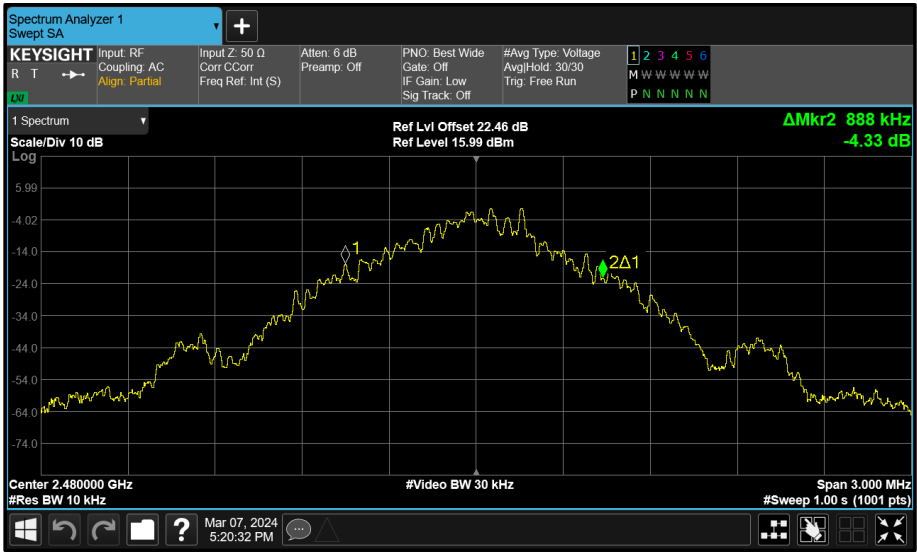 Spectrum Analyzer 1
Swept SA
+
KEYSIGHT
R T
LXI
Input: RF
Coupling: AC
Align: Partial
Input Z: 50 Ω
Corr CCorr
Freq Ref: Int (S)
Atten: 6 dB
Preamp: Off
PNO: Best Wide
Gate: Off
IF Gain: Low
Sig Track: Off
#Avg Type: Voltage
Avg|Hold: 30/30
Trig: Free Run
1 2 3 4 5 6
M W W W W W
P N N N N N
1 Spectrum
Scale/Div 10 dB
Ref Lvl Offset 22.46 dB
Ref Level 15.99 dBm
ΔMkr2 888 kHz
-4.33 dB
Log
5.99
-4.02
-14.0
-24.0
-34.0
-44.0
-54.0
-64.0
-74.0
1
2Δ1
Center 2.480000 GHz
#Video BW 30 kHz
Span 3.000 MHz
#Res BW 10 kHz
#Sweep 1.00 s (1001 pts)
?
Mar 07, 2024
5:20:32 PM